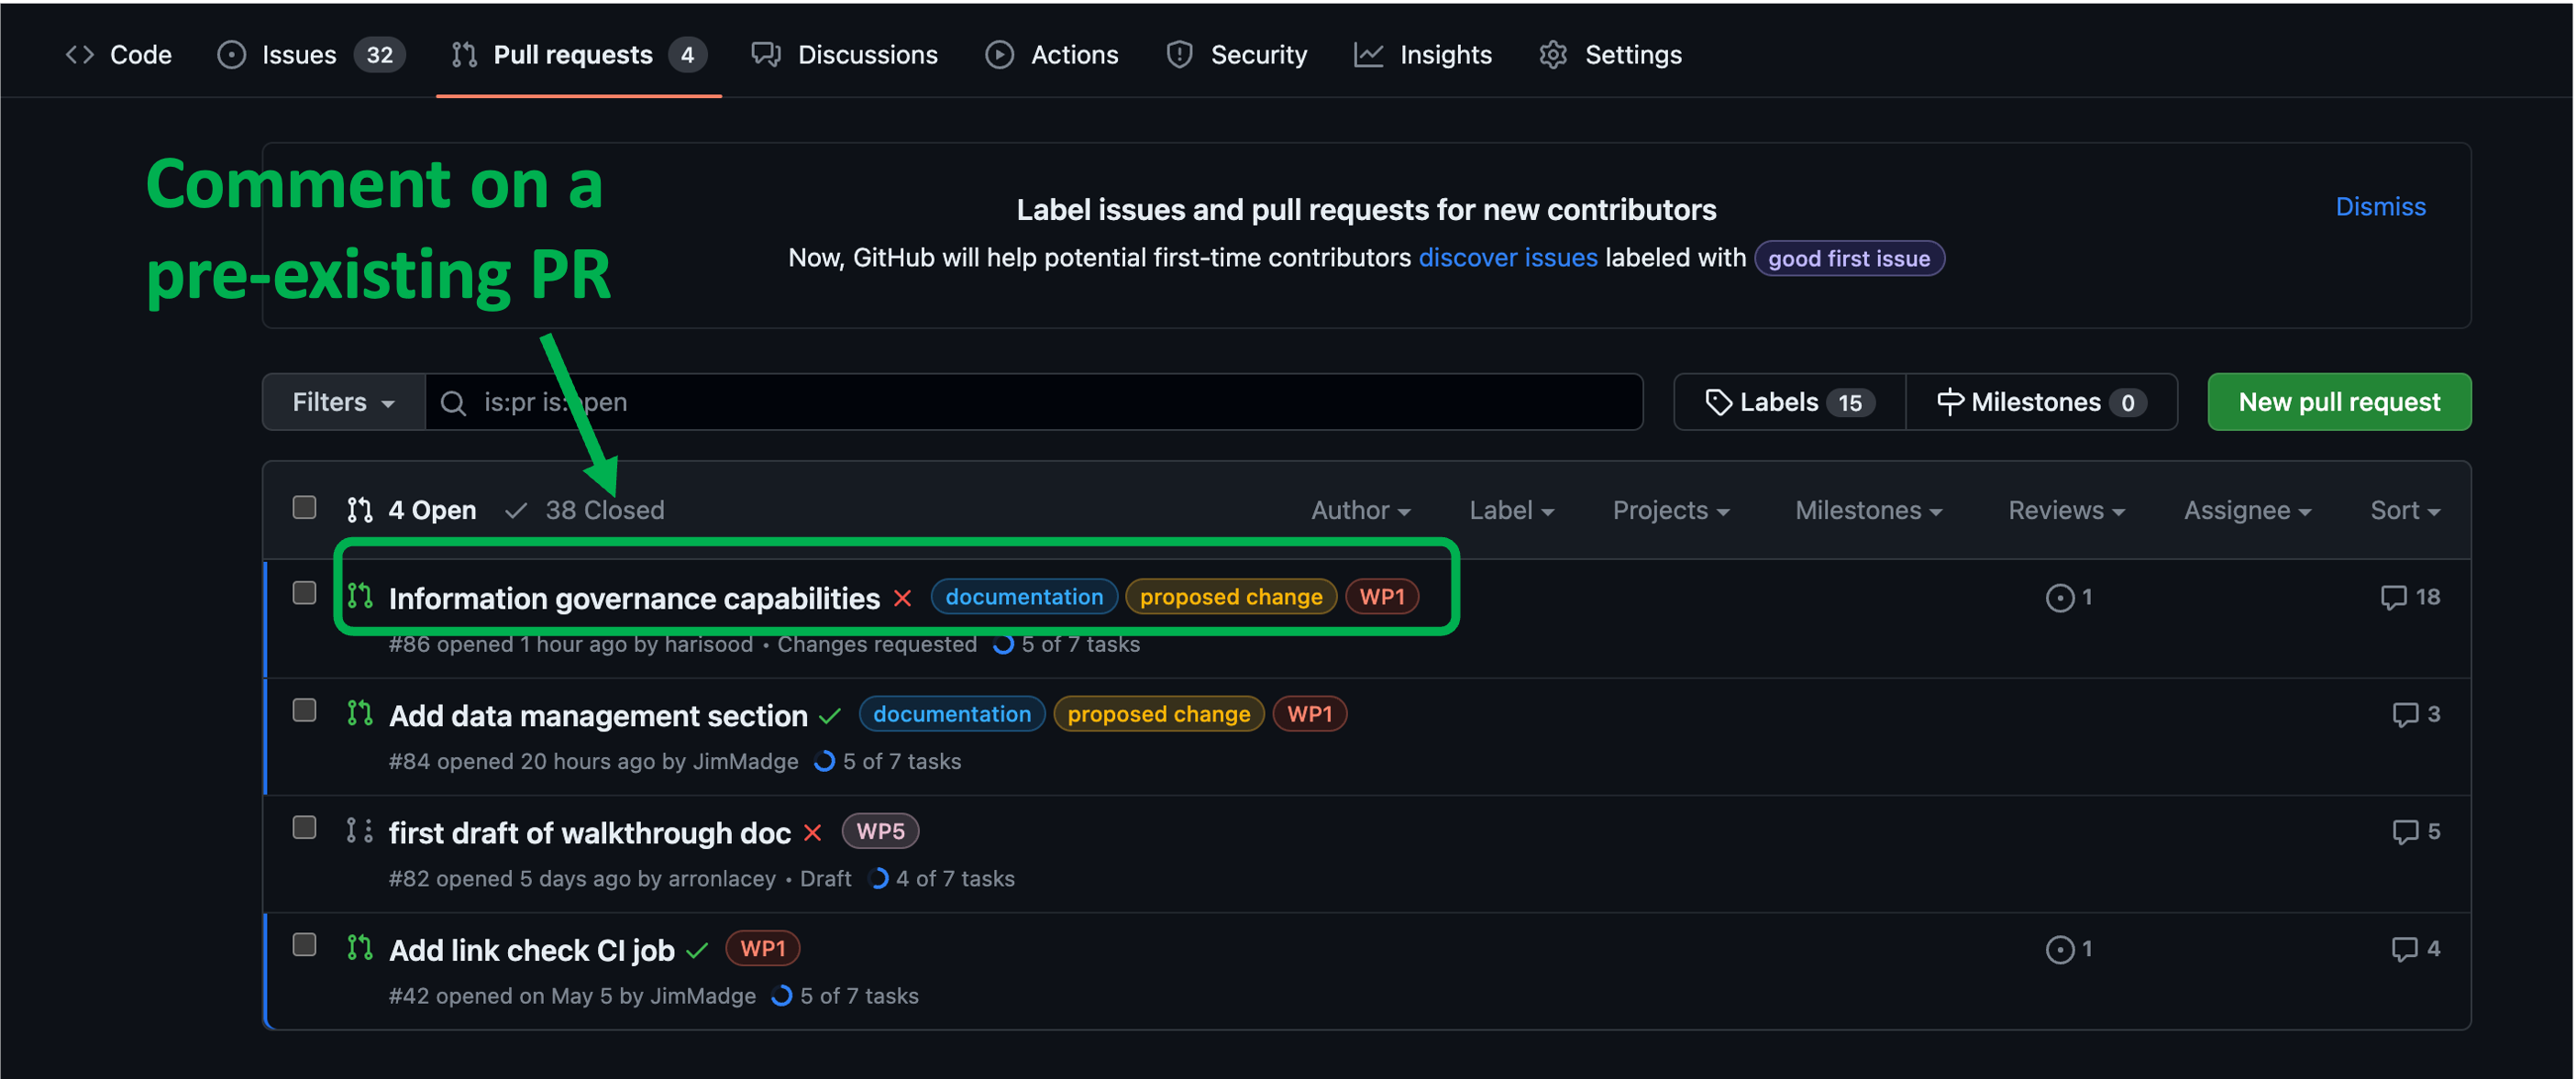 Code Issues 32 Pull requests 4 Discussions Actions Security Insights Settings
Comment on a
pre-existing PR
Label issues and pull requests for new contributors
Dismiss
Now, GitHub will help potential first-time contributors discover issues labeled with good first issue
Filters is:pr is:open Labels 15 Milestones 0 New pull request
4 Open 38 Closed Author Label Projects Milestones Reviews Assignee Sort
Information governance capabilities documentation proposed change WP1 1 18
#86 opened 1 hour ago by harisood • Changes requested 5 of 7 tasks
Add data management section documentation proposed change WP1 3
#84 opened 20 hours ago by JimMadge 5 of 7 tasks
first draft of walkthrough doc WP5 5
#82 opened 5 days ago by arronlacey • Draft 4 of 7 tasks
Add link check CI job WP1 1 4
#42 opened on May 5 by JimMadge 5 of 7 tasks